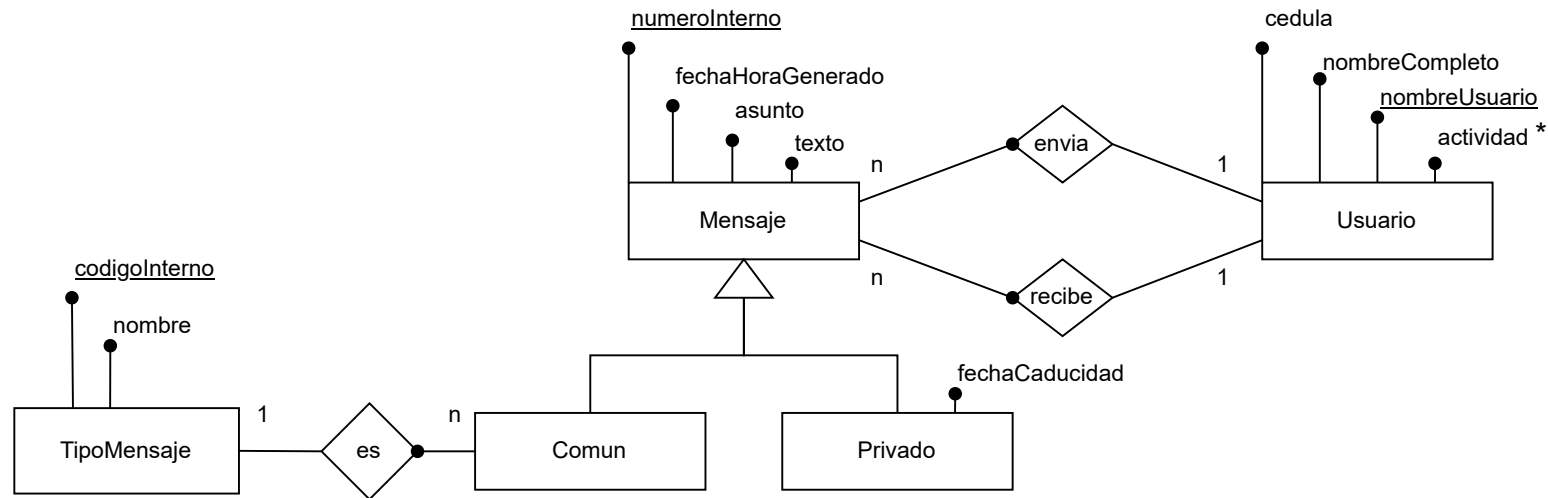 numeroInterno
cedula
fechaHoraGenerado
nombreCompleto
asunto
nombreUsuario
texto
actividad *
envia
n
1
Mensaje
Usuario
n
1
recibe
codigoInterno
nombre
fechaCaducidad
1
n
TipoMensaje
es
Comun
Privado